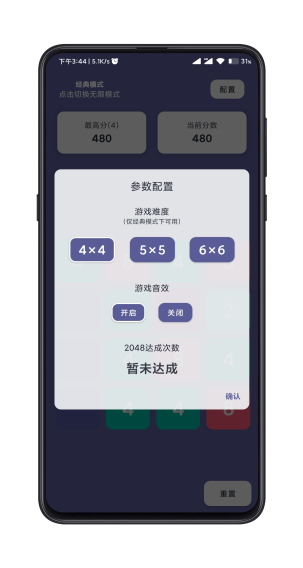 下午3:44 | 5.1K/s
31%
经典模式
点击切换无限模式
配置
最高分(4)
480
当前分数
480
参数配置
游戏难度
(仅经典模式下可用)
4×4 5×5 6×6
游戏音效
开启 关闭
2048达成次数
暂未达成
确认
4 4 8
重置